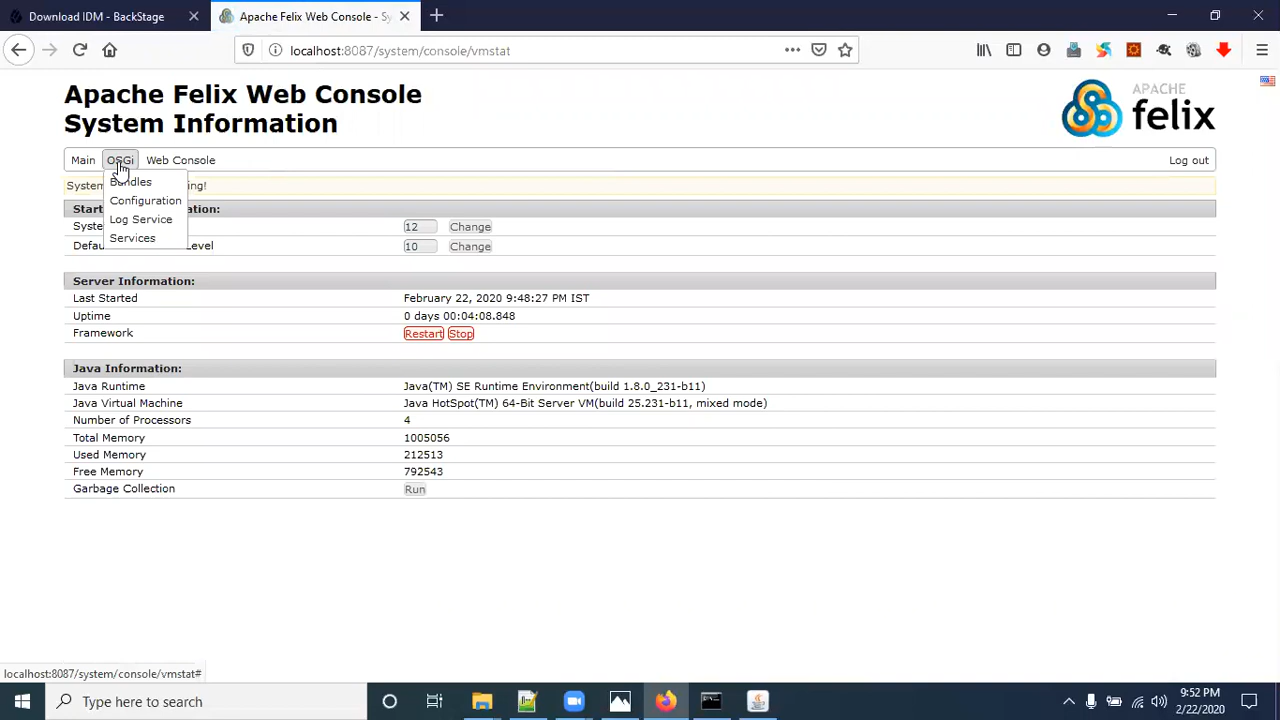 Download IDM - BackStage
Apache Felix Web Console - Sy
localhost:8087/system/console/vmstat
Apache Felix Web Console
System Information
APACHE
felix
Main OSGi Web Console Log out
Bundles
Configuration
Log Service
Services
System ing!
Start ation:
Syste 12 Change
Defau Level 10 Change
Server Information:
Last Started February 22, 2020 9:48:27 PM IST
Uptime 0 days 00:04:08.848
Framework Restart Stop
Java Information:
Java Runtime Java(TM) SE Runtime Environment(build 1.8.0_231-b11)
Java Virtual Machine Java HotSpot(TM) 64-Bit Server VM(build 25.231-b11, mixed mode)
Number of Processors 4
Total Memory 1005056
Used Memory 212513
Free Memory 792543
Garbage Collection Run
localhost:8087/system/console/vmstat#
Type here to search
9:52 PM
2/22/2020